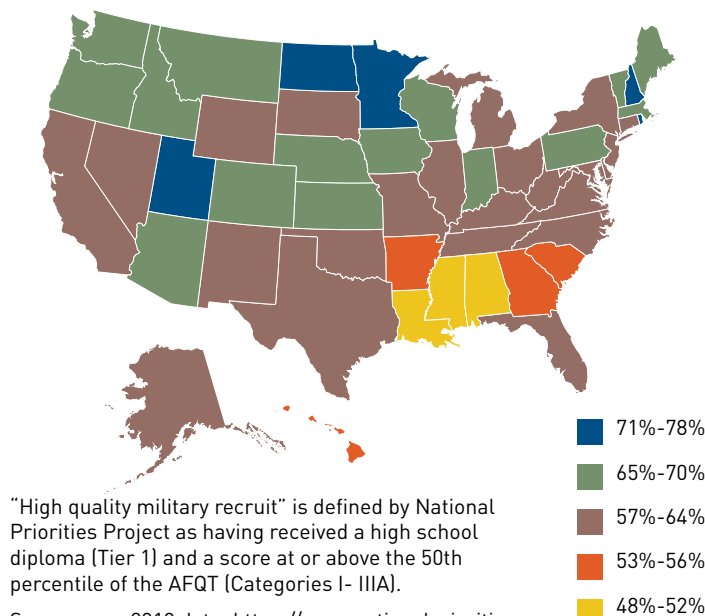 71%-78%
65%-70%
57%-64%
53%-56%
48%-52%
“High quality military recruit” is defined by National
Priorities Project as having received a high school
diploma (Tier 1) and a score at or above the 50th
percentile of the AFQT (Categories I- IIIA).